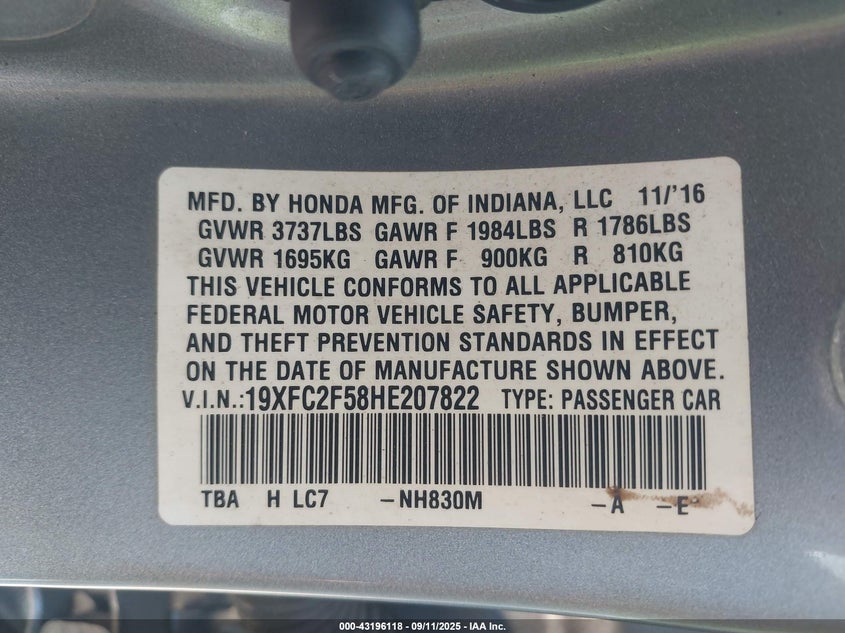 MFD. BY HONDA MFG. OF INDIANA, LLC 11/'16
GVWR 3737LBS GAWR F 1984LBS R 1786LBS
GVWR 1695KG GAWR F 900KG R 810KG
THIS VEHICLE CONFORMS TO ALL APPLICABLE
FEDERAL MOTOR VEHICLE SAFETY, BUMPER,
AND THEFT PREVENTION STANDARDS IN EFFECT
ON THE DATE OF MANUFACTURE SHOWN ABOVE.
V.I.N.:19XFC2F58HE207822 TYPE: PASSENGER CAR
TBA H LC7 –NH830M –A –E
000-43196118 - 09/11/2025 - IAA Inc.